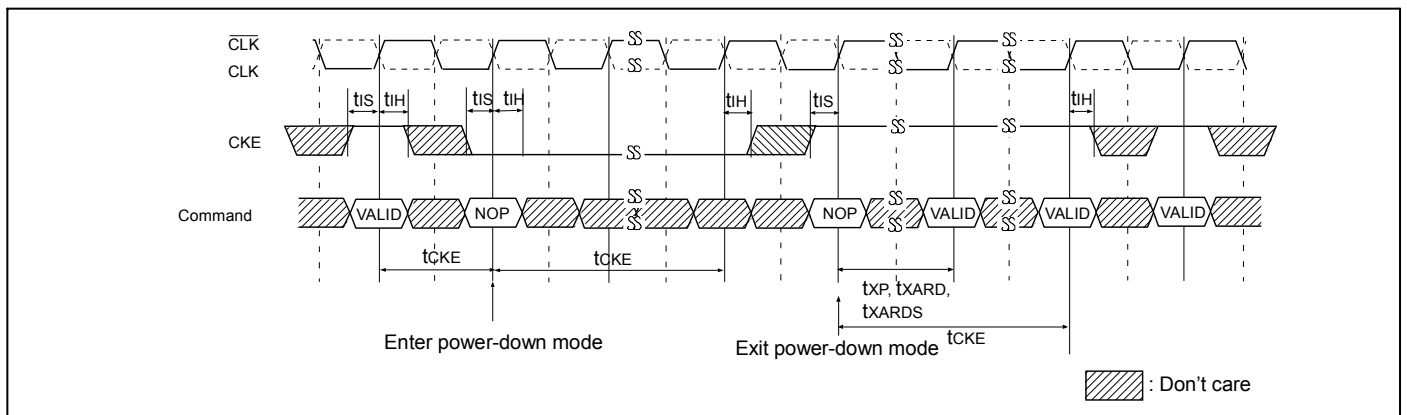 CLK
CLK
tIS tIH tIS tIH tIH tIS tIH
CKE
Command VALID NOP NOP VALID VALID VALID
tCKE tCKE
tXP, tXARD,
tXARDS
tCKE
Enter power-down mode Exit power-down mode
: Don't care